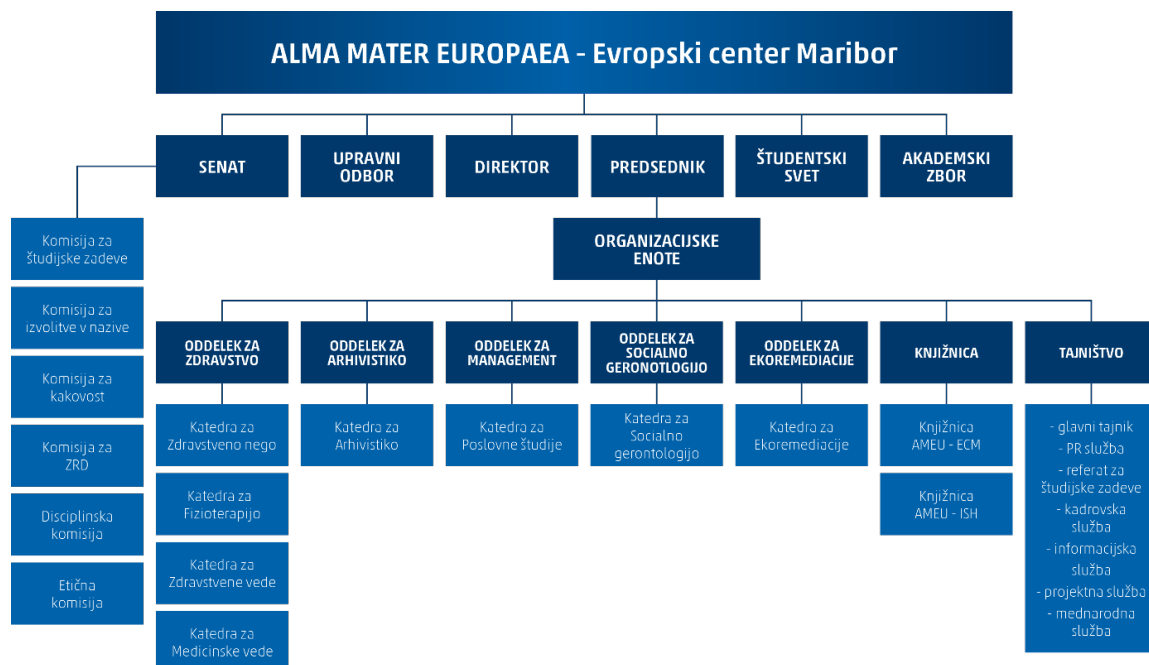 ALMA MATER EUROPAEA - Evropski center Maribor
SENAT
UPRAVNI
ODBOR
DIREKTOR
PREDSEDNIK
ŠTUDENTSKI
SVET
AKADEMSKI
ZBOR
Komisija za
študijske zadeve
Komisija za
izvolitve v nazive
Komisija za
kakovost
Komisija za
ZRD
Disciplinska
komisija
Etična
komisija
ORGANIZACIJSKE
ENOTE
ODDELEK ZA
ZDRAVSTVO
Katedra za
Zdravstveno nego
Katedra za
Fizioterapijo
Katedra za
Zdravstvene vede
Katedra za
Medicinske vede
ODDELEK ZA
ARHIVISTIKO
Katedra za
Arhivistiko
ODDELEK ZA
MANAGEMENT
Katedra za
Poslovne študije
ODDELEK ZA
SOCIALNO
GERONOTLOGIJO
Katedra za
Socialno
gerontologijo
ODDELEK ZA
EKOREMEDIACIJE
Katedra za
Ekoremediacije
KNJIŽNICA
Knjižnica
AMEU - ECM
Knjižnica
AMEU - ISH
TAJNIŠTVO
- glavni tajnik
- PR služba
- referat za
študijske zadeve
- kadrovska
služba
- informacijska
služba
- projektna služba
- mednarodna
služba